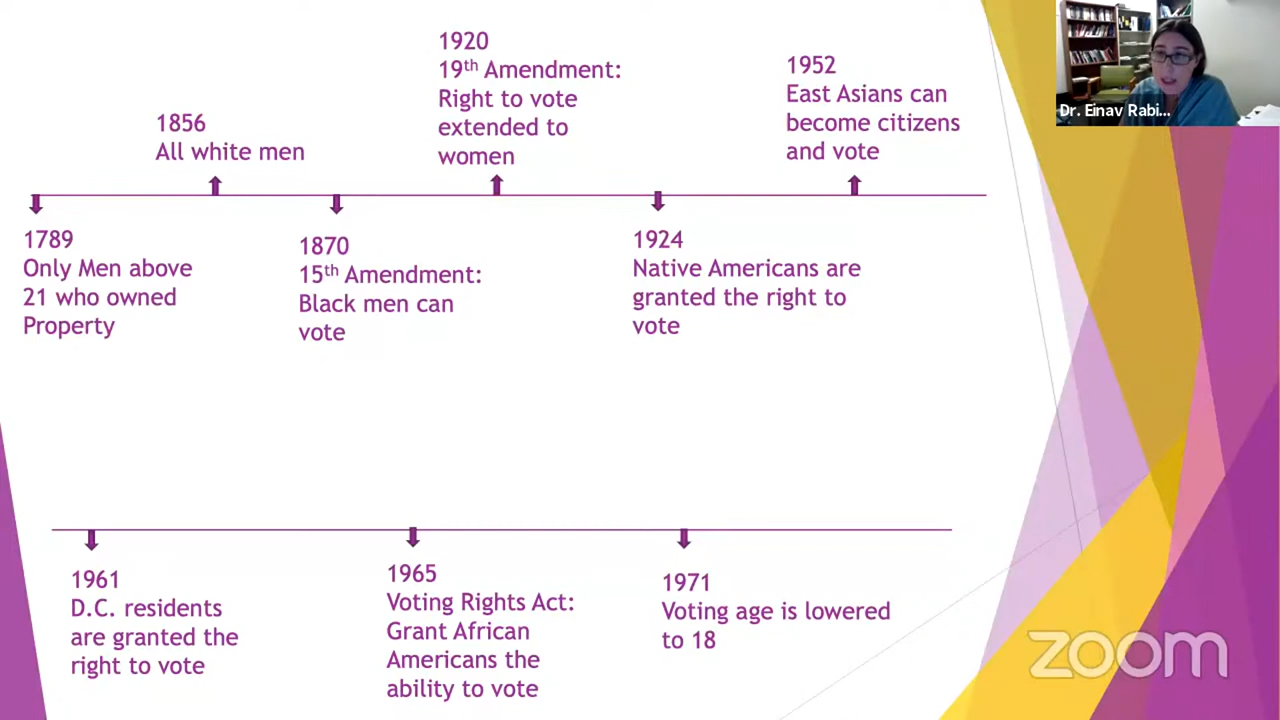 1789
Only Men above
21 who owned
Property
1856
All white men
1870
15th Amendment:
Black men can
vote
1920
19th Amendment:
Right to vote
extended to
women
1924
Native Americans are
granted the right to
vote
1952
East Asians can
become citizens
and vote
1961
D.C. residents
are granted the
right to vote
1965
Voting Rights Act:
Grant African
Americans the
ability to vote
1971
Voting age is lowered
to 18
Dr. Einav Rabi...
zoom